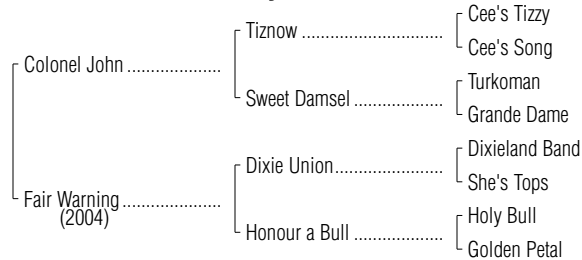 Cee's Tizzy
Tiznow ....................
Cee's Song
Colonel John ....................
Turkoman
Sweet Damsel ....................
Grande Dame
Dixieland Band
Dixie Union....................
She's Tops
Fair Warning....................
(2004)
Holy Bull
Honour a Bull ....................
Golden Petal